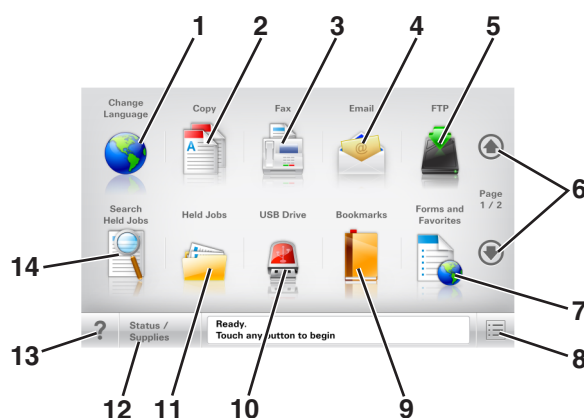 1 2 3 4 5
Change Language Copy Fax Email FTP
A @
6
Page 1 / 2
Search Held Jobs Held Jobs USB Drive Bookmarks Forms and Favorites
14
7
? Status / Supplies Ready. Touch any button to begin
13 12 11 10 9 8